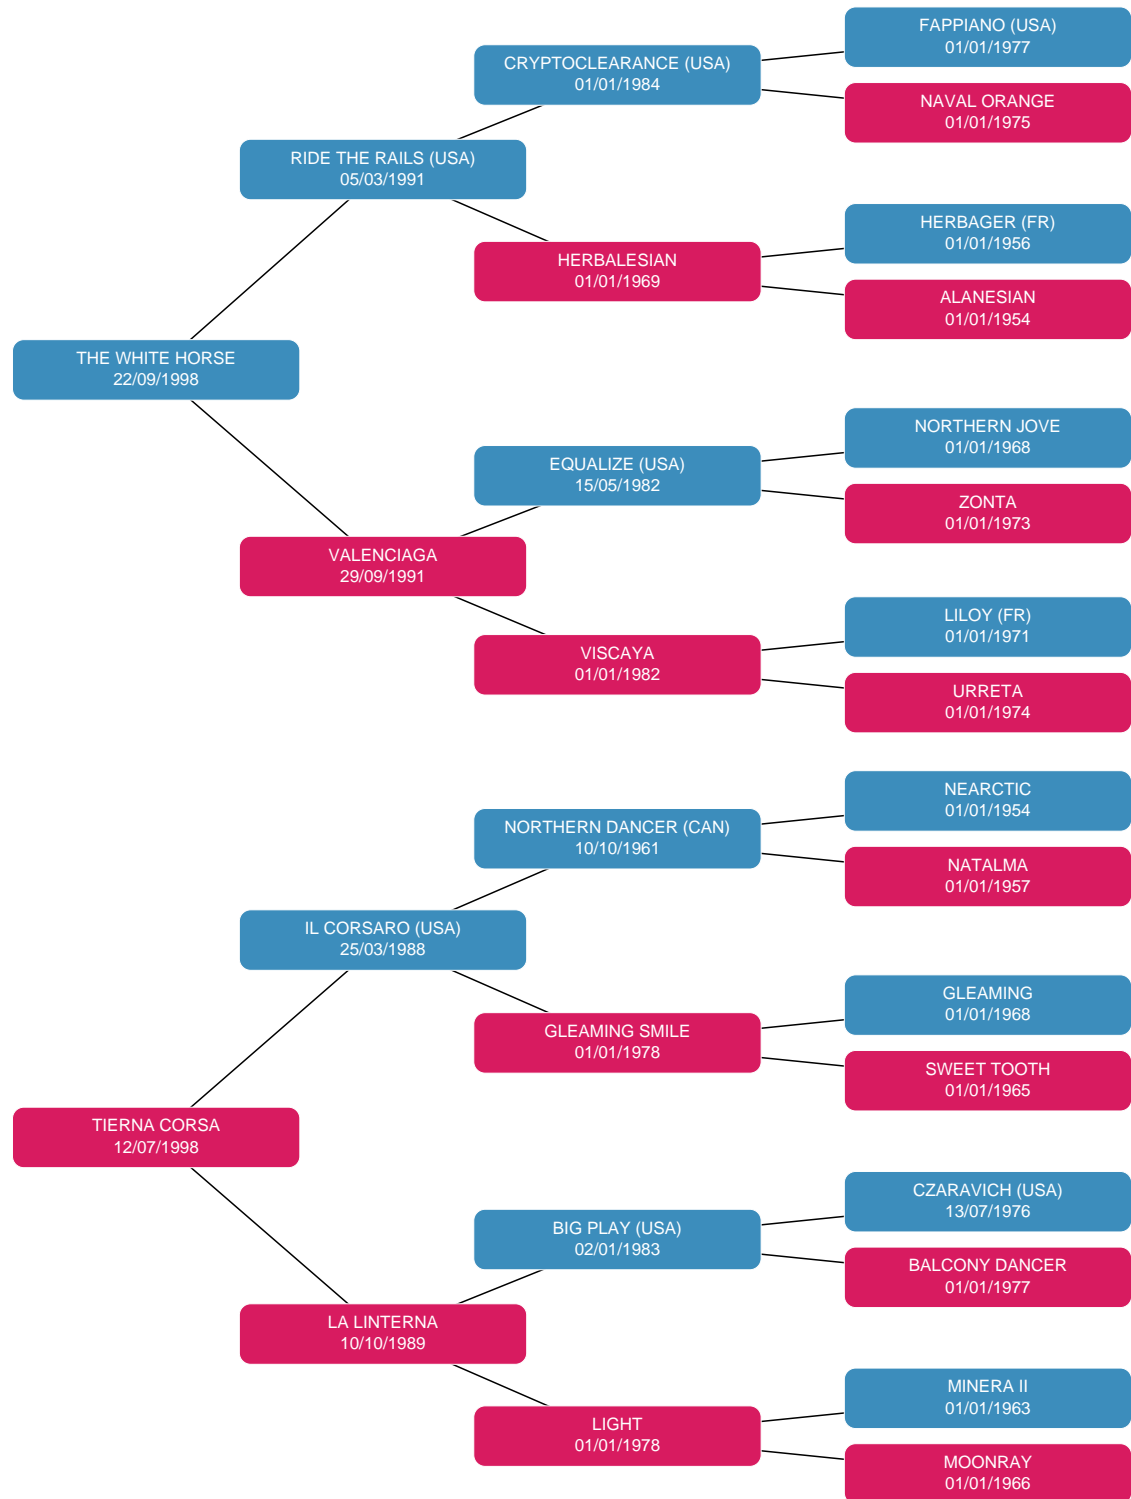 FAPPIANO (USA)
01/01/1977
CRYPTOCLEARANCE (USA)
01/01/1984
NAVAL ORANGE
01/01/1975
RIDE THE RAILS (USA)
05/03/1991
HERBAGER (FR)
01/01/1956
HERBALESIAN
01/01/1969
ALANESIAN
01/01/1954
THE WHITE HORSE
22/09/1998
NORTHERN JOVE
01/01/1968
EQUALIZE (USA)
15/05/1982
ZONTA
01/01/1973
VALENCIAGA
29/09/1991
LILOY (FR)
01/01/1971
VISCAYA
01/01/1982
URRETA
01/01/1974
NEARCTIC
01/01/1954
NORTHERN DANCER (CAN)
10/10/1961
NATALMA
01/01/1957
IL CORSARO (USA)
25/03/1988
GLEAMING
01/01/1968
GLEAMING SMILE
01/01/1978
SWEET TOOTH
01/01/1965
TIERNA CORSA
12/07/1998
CZARAVICH (USA)
13/07/1976
BIG PLAY (USA)
02/01/1983
BALCONY DANCER
01/01/1977
LA LINTERNA
10/10/1989
MINERA II
01/01/1963
LIGHT
01/01/1978
MOONRAY
01/01/1966